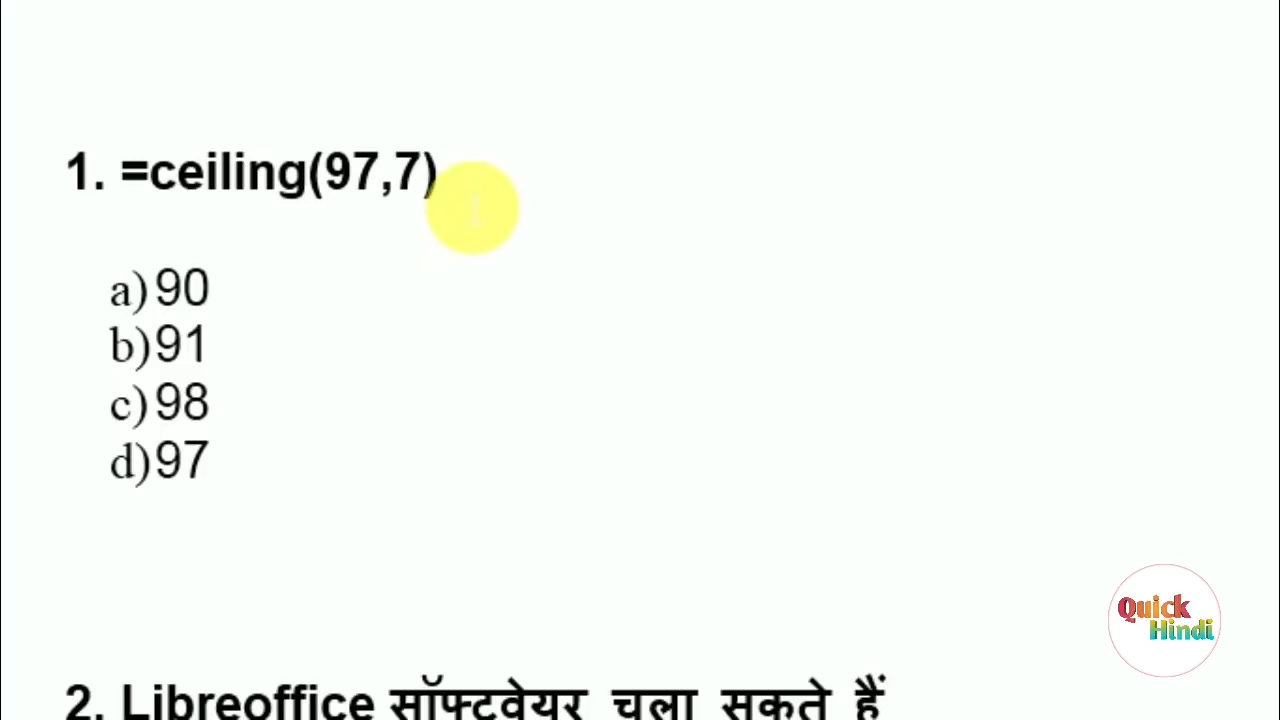 1. =ceiling(97,7)
a) 90
b) 91
c) 98
d) 97
Quick
Hindi
2. Libreoffice सॉफ्टवेयर चला सकते हैं